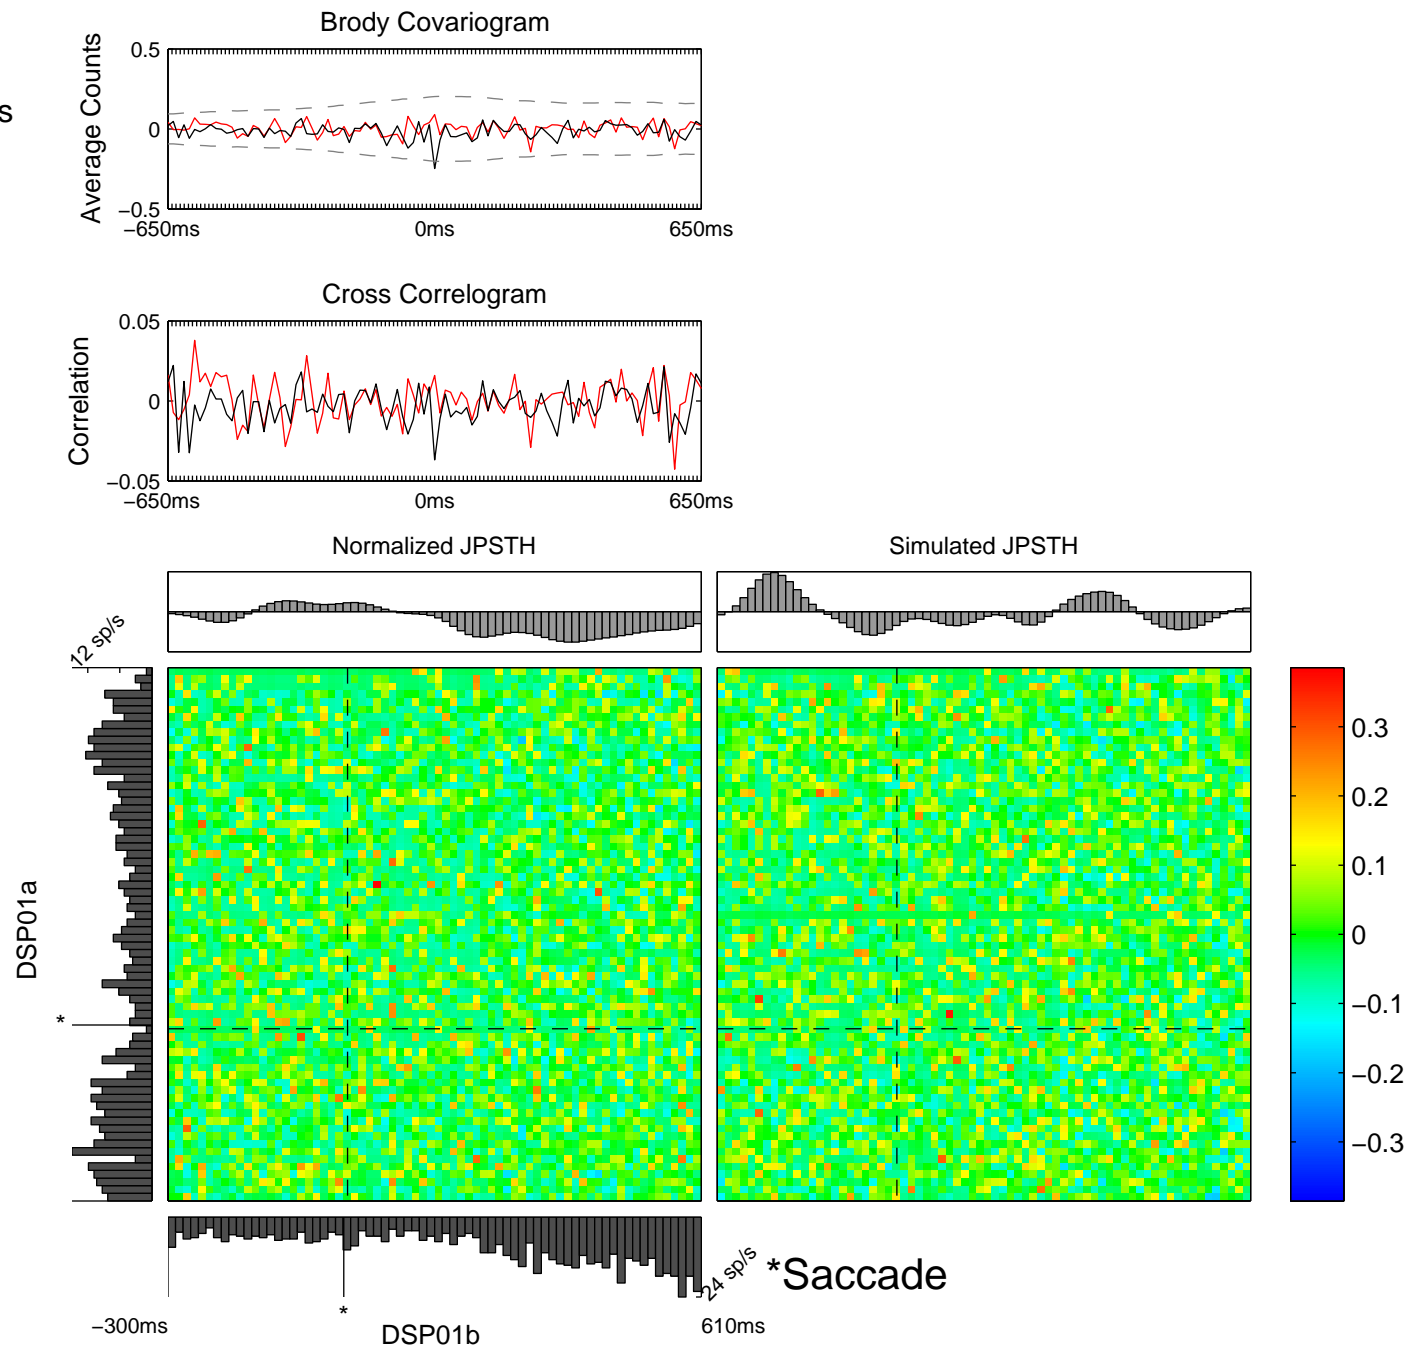 Brody Covariogram
s
Average Counts
0.5
0
−0.5
−650ms
0ms
650ms
Cross Correlogram
Correlation
0.05
0
−0.05
−650ms
0ms
650ms
Normalized JPSTH
Simulated JPSTH
12 sp/s
DSP01a
*
0.3
0.2
0.1
0
−0.1
−0.2
−0.3
24 sp/s
*Saccade
*
−300ms
DSP01b
610ms